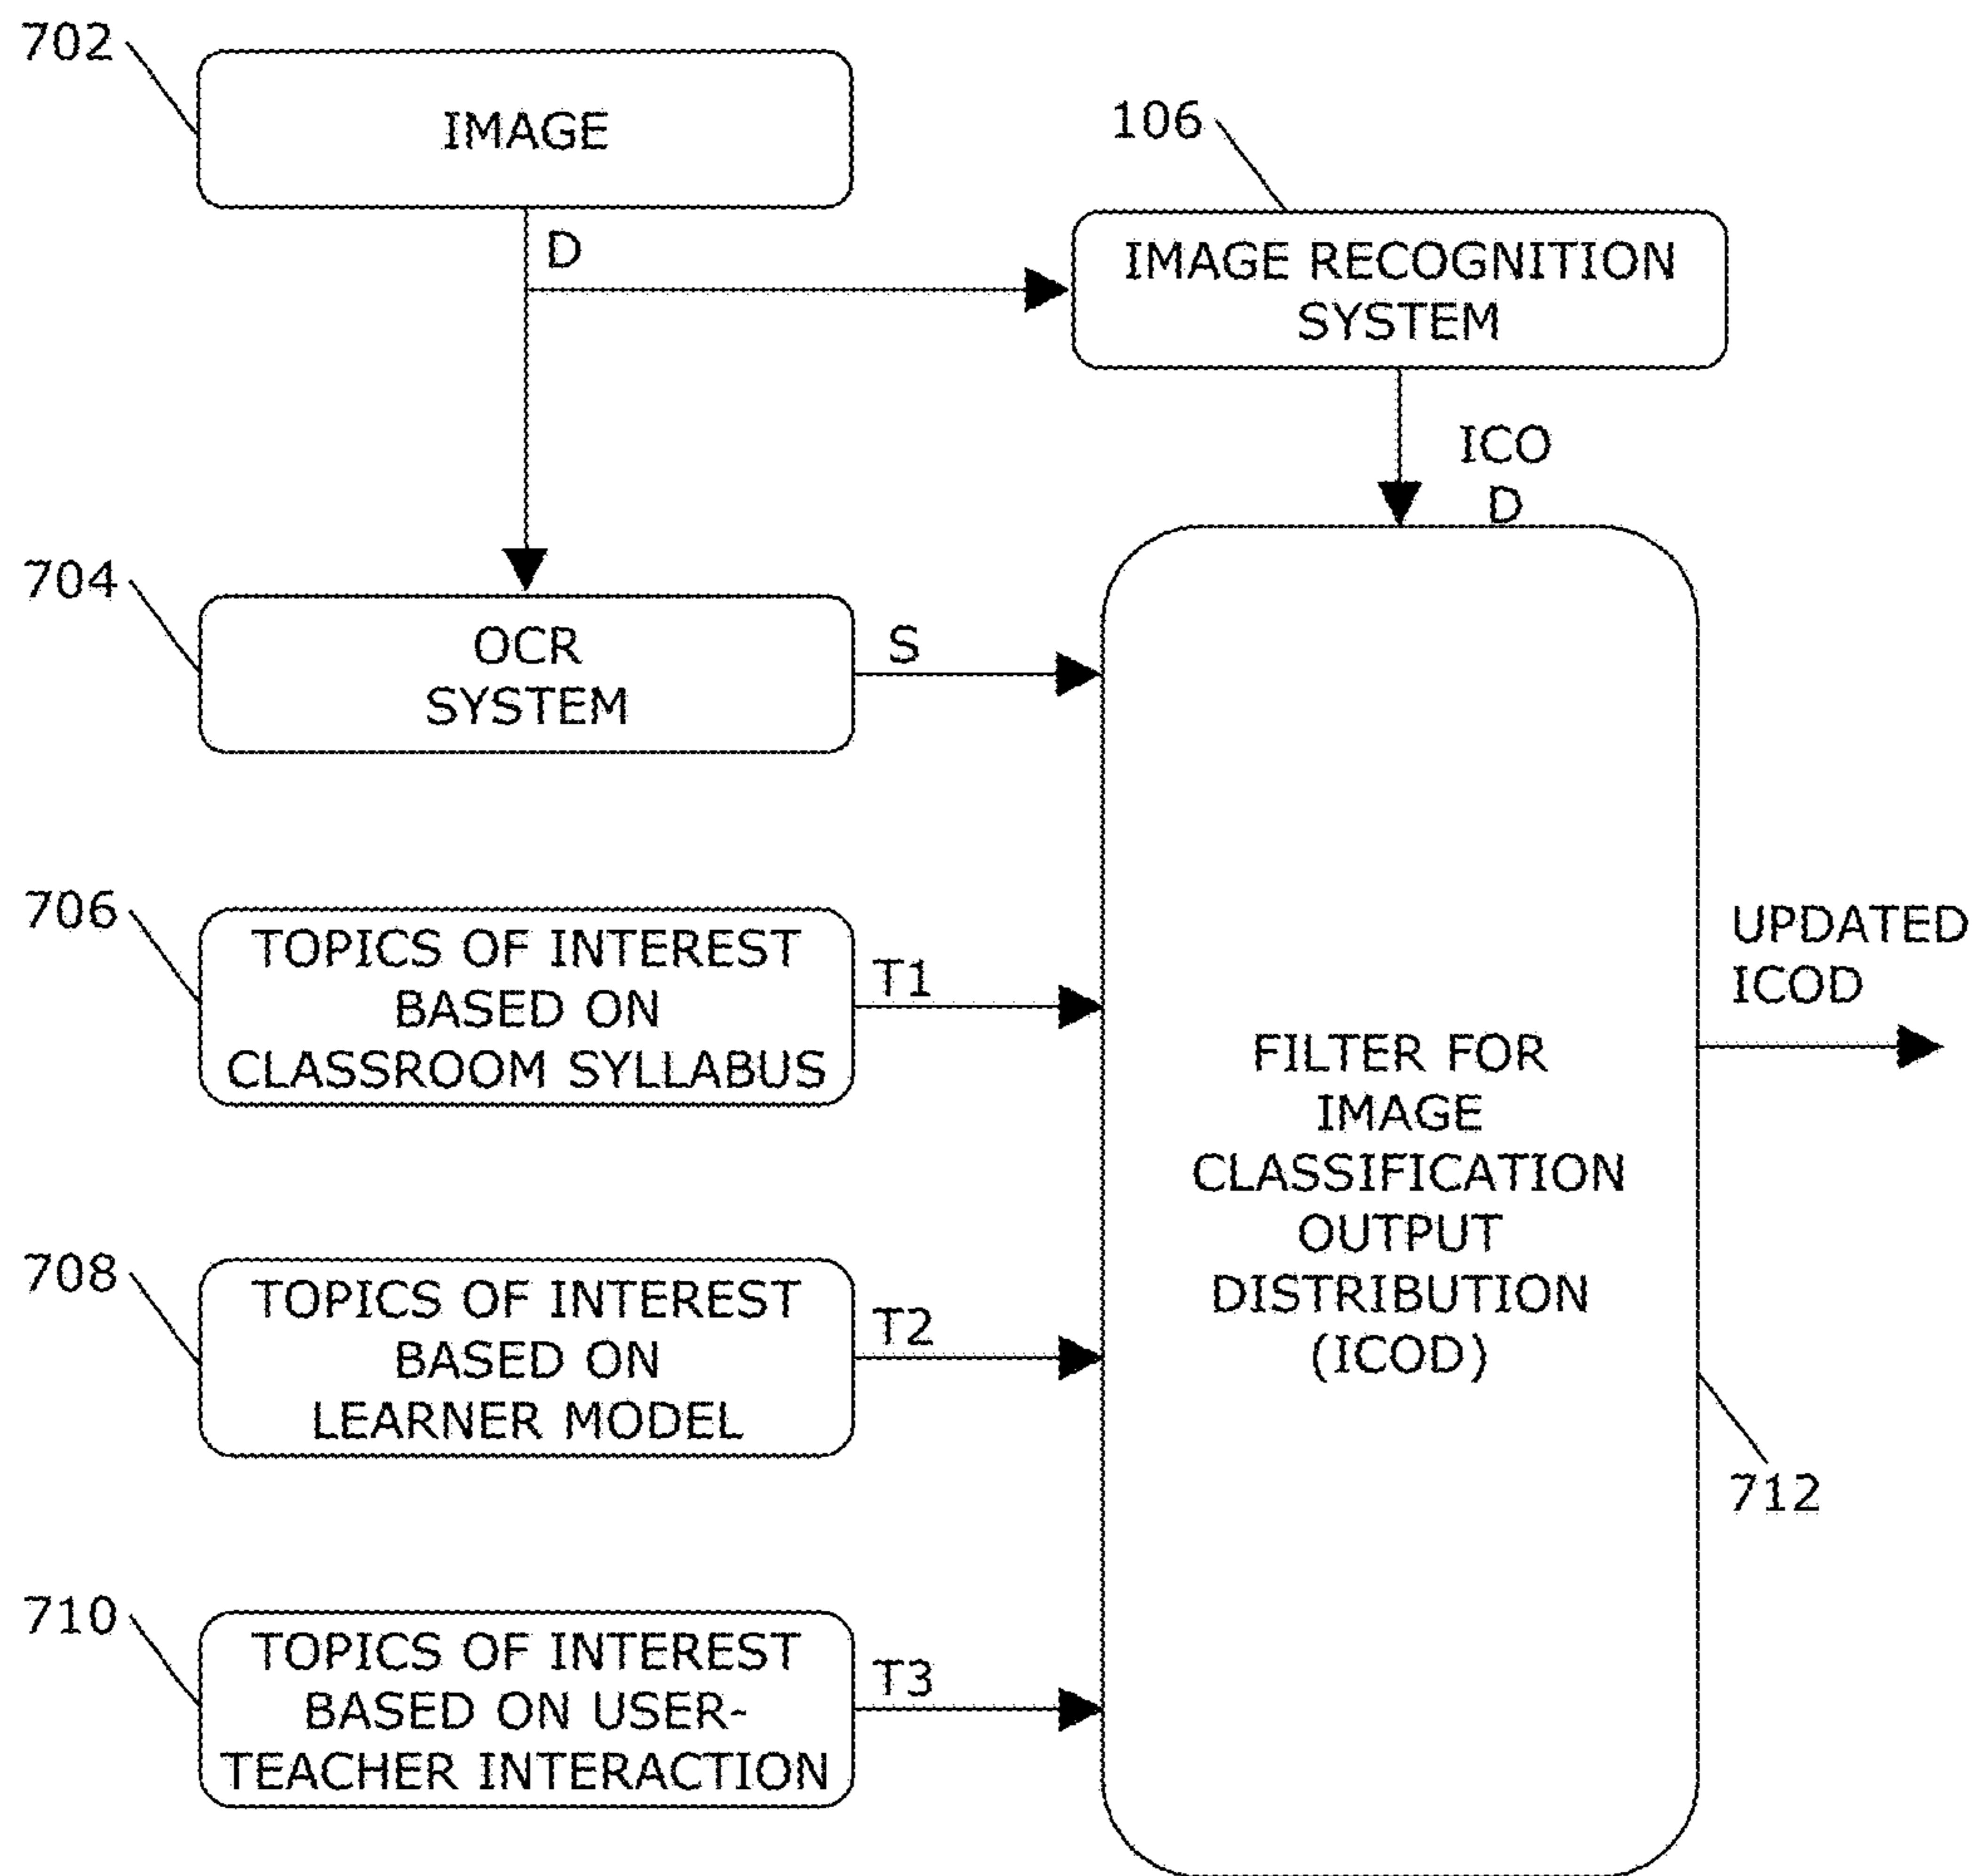 702
IMAGE
106
D
IMAGE RECOGNITION
SYSTEM
ICO
D
704
OCR
SYSTEM
S
706
TOPICS OF INTEREST
BASED ON
CLASSROOM SYLLABUS
T1
UPDATED
ICOD
FILTER FOR
IMAGE
CLASSIFICATION
OUTPUT
DISTRIBUTION
(ICOD)
708
TOPICS OF INTEREST
BASED ON
LEARNER MODEL
T2
712
710
TOPICS OF INTEREST
BASED ON USER-
TEACHER INTERACTION
T3